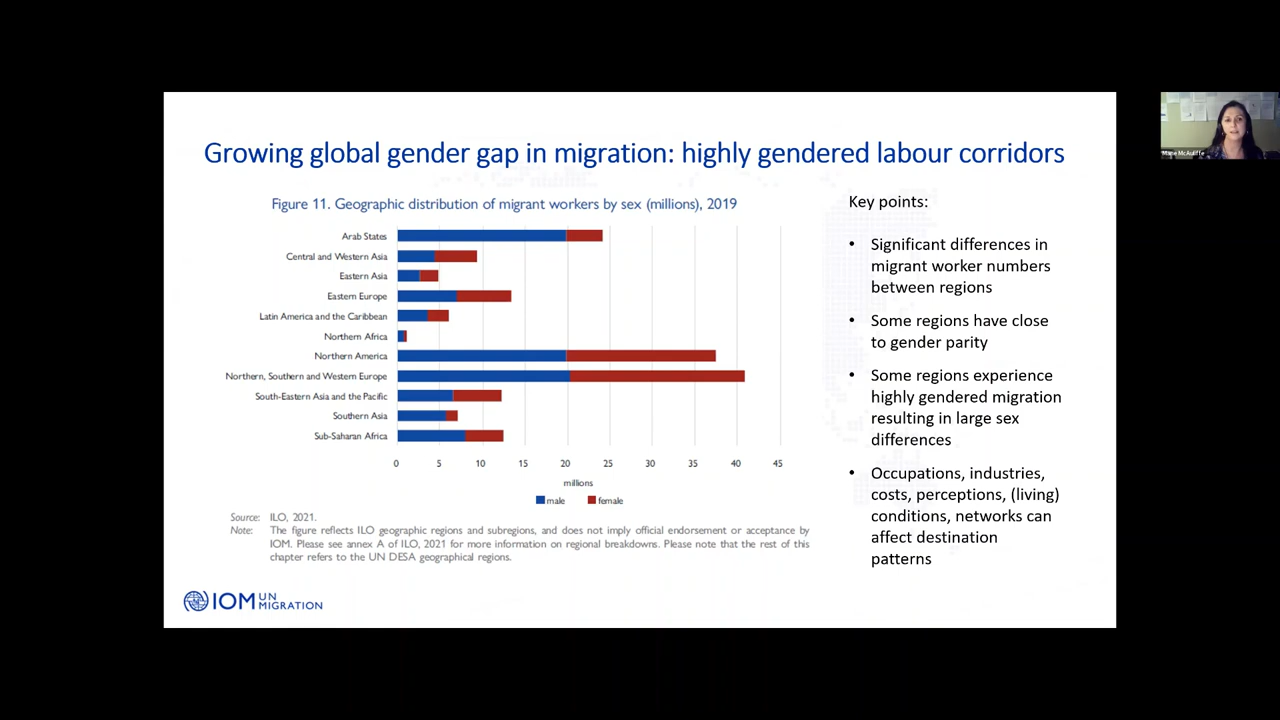 Growing global gender gap in migration: highly gendered labour corridors
Figure 11. Geographic distribution of migrant workers by sex (millions), 2019
Arab States
Central and Western Asia
Eastern Asia
Eastern Europe
Latin America and the Caribbean
Northern Africa
Northern America
Northern, Southern and Western Europe
South-Eastern Asia and the Pacific
Southern Asia
Sub-Saharan Africa
0 5 10 15 20 25 30 35 40 45
millions
male female
Source: ILO, 2021.
Note: The figure reflects ILO geographic regions and subregions, and does not imply official endorsement or acceptance by
IOM. Please see annex A of ILO, 2021 for more information on regional breakdowns. Please note that the rest of this
chapter refers to the UN DESA geographical regions.
Key points:
• Significant differences in
migrant worker numbers
between regions
• Some regions have close
to gender parity
• Some regions experience
highly gendered migration
resulting in large sex
differences
• Occupations, industries,
costs, perceptions, (living)
conditions, networks can
affect destination
patterns
IOM UN
MIGRATION
McAuliffe